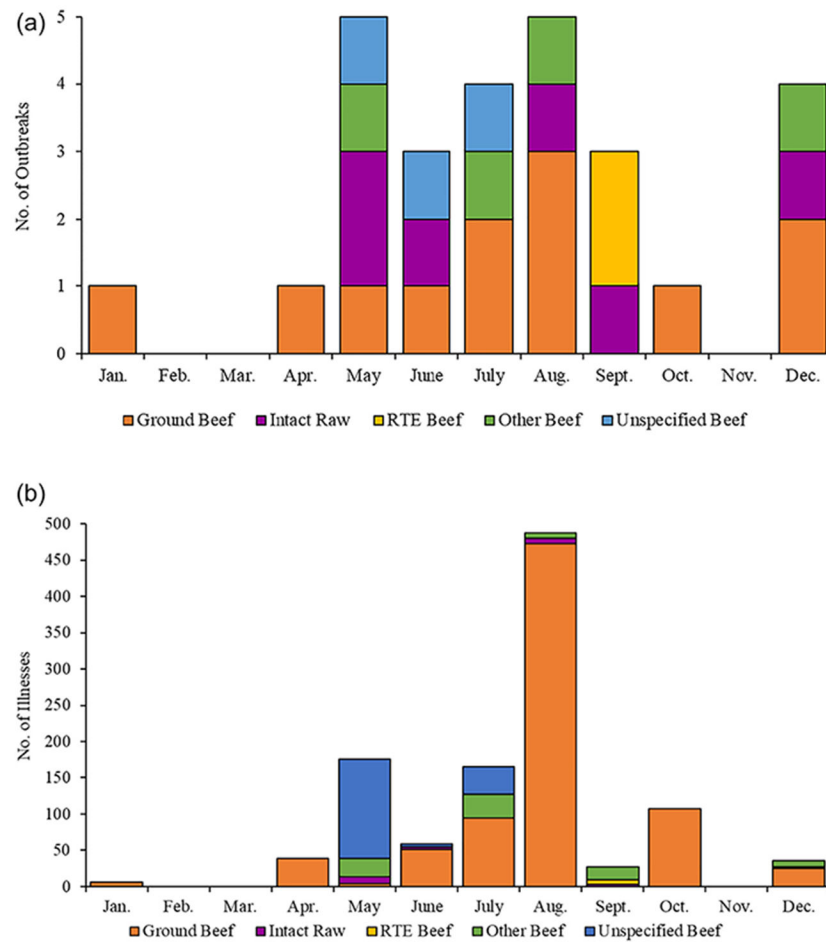 (a)
No. of Outbreaks
5
4
3
2
1
0
Jan. Feb. Mar. Apr. May June July Aug. Sept. Oct. Nov. Dec.
Ground Beef Intact Raw RTE Beef Other Beef Unspecified Beef
(b)
No. of Illnesses
500
450
400
350
300
250
200
150
100
50
0
Jan. Feb. Mar. Apr. May June July Aug. Sept. Oct. Nov. Dec.
Ground Beef Intact Raw RTE Beef Other Beef Unspecified Beef